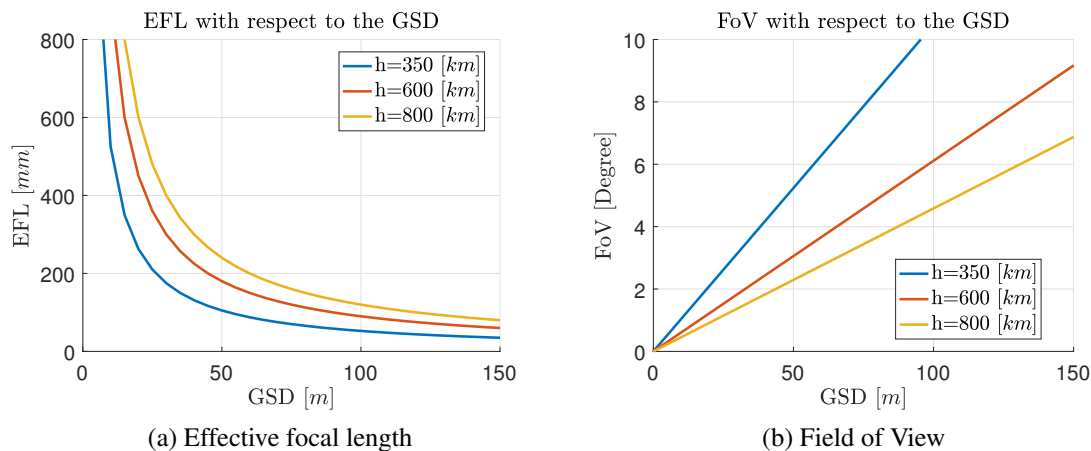 EFL with respect to the GSD
800
600
400
200
0
EFL [mm]
h=350 [km]
h=600 [km]
h=800 [km]
0 50 100 150
GSD [m]
(a) Effective focal length
FoV with respect to the GSD
10
8
6
4
2
0
FoV [Degree]
h=350 [km]
h=600 [km]
h=800 [km]
0 50 100 150
GSD [m]
(b) Field of View